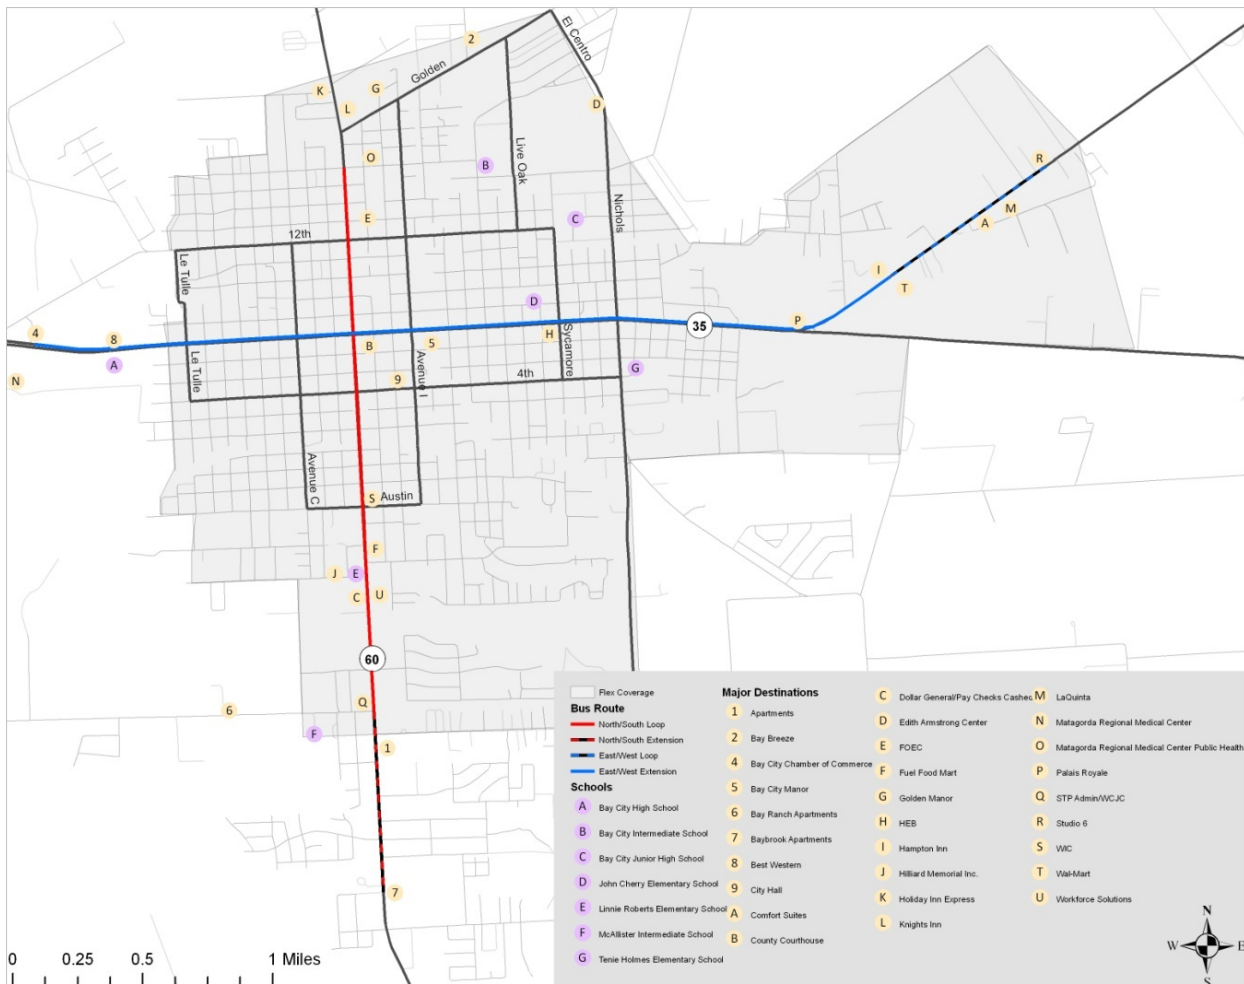 2
El Centro
Golden
K
G
L
D
O
B
Live Oak
R
C
Nichols
M
E
A
12th
Le Tulle
I
T
D
4
8
B
5
H
35
P
Sycamore
A
N
Le Tulle
9
Avenue I
4th
G
Avenue C
S
Austin
F
J
E
C
U
60
6
Q
F
1
7
0 0.25 0.5 1 Miles
Flex Coverage
Bus Route
North/South Loop
North/South Extension
East/West Loop
East/West Extension
Schools
A Bay City High School
B Bay City Intermediate School
C Bay City Junior High School
D John Cherry Elementary School
E Linnie Roberts Elementary School
F McAllister Intermediate School
G Tenie Holmes Elementary School
Major Destinations
1 Apartments
2 Bay Breeze
4 Bay City Chamber of Commerce
5 Bay City Manor
6 Bay Ranch Apartments
7 Baybrook Apartments
8 Best Western
9 City Hall
A Comfort Suites
B County Courthouse
C Dollar General/Pay Checks Cashed
D Edith Armstrong Center
E FOEC
F Fuel Food Mart
G Golden Manor
H HEB
I Hampton Inn
J Hilliard Memorial Inc.
K Holiday Inn Express
L Knights Inn
M LaQuinta
N Matagorda Regional Medical Center
O Matagorda Regional Medical Center Public Health
P Palais Royale
Q STP Admin/WCJC
R Studio 6
S WIC
T Wal-Mart
U Workforce Solutions
N
W E
S